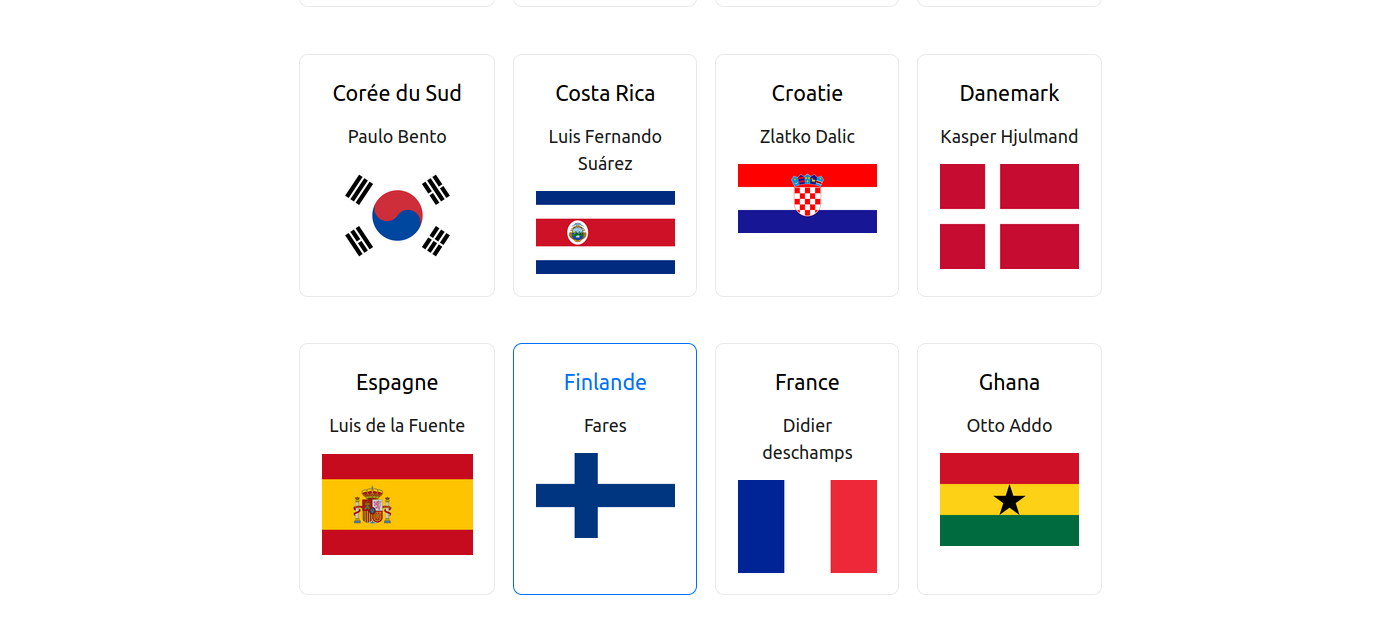 Corée du Sud
Paulo Bento
Costa Rica
Luis Fernando
Suárez
Croatie
Zlatko Dalic
Danemark
Kasper Hjulmand
Espagne
Luis de la Fuente
Finlande
Fares
France
Didier
deschamps
Ghana
Otto Addo